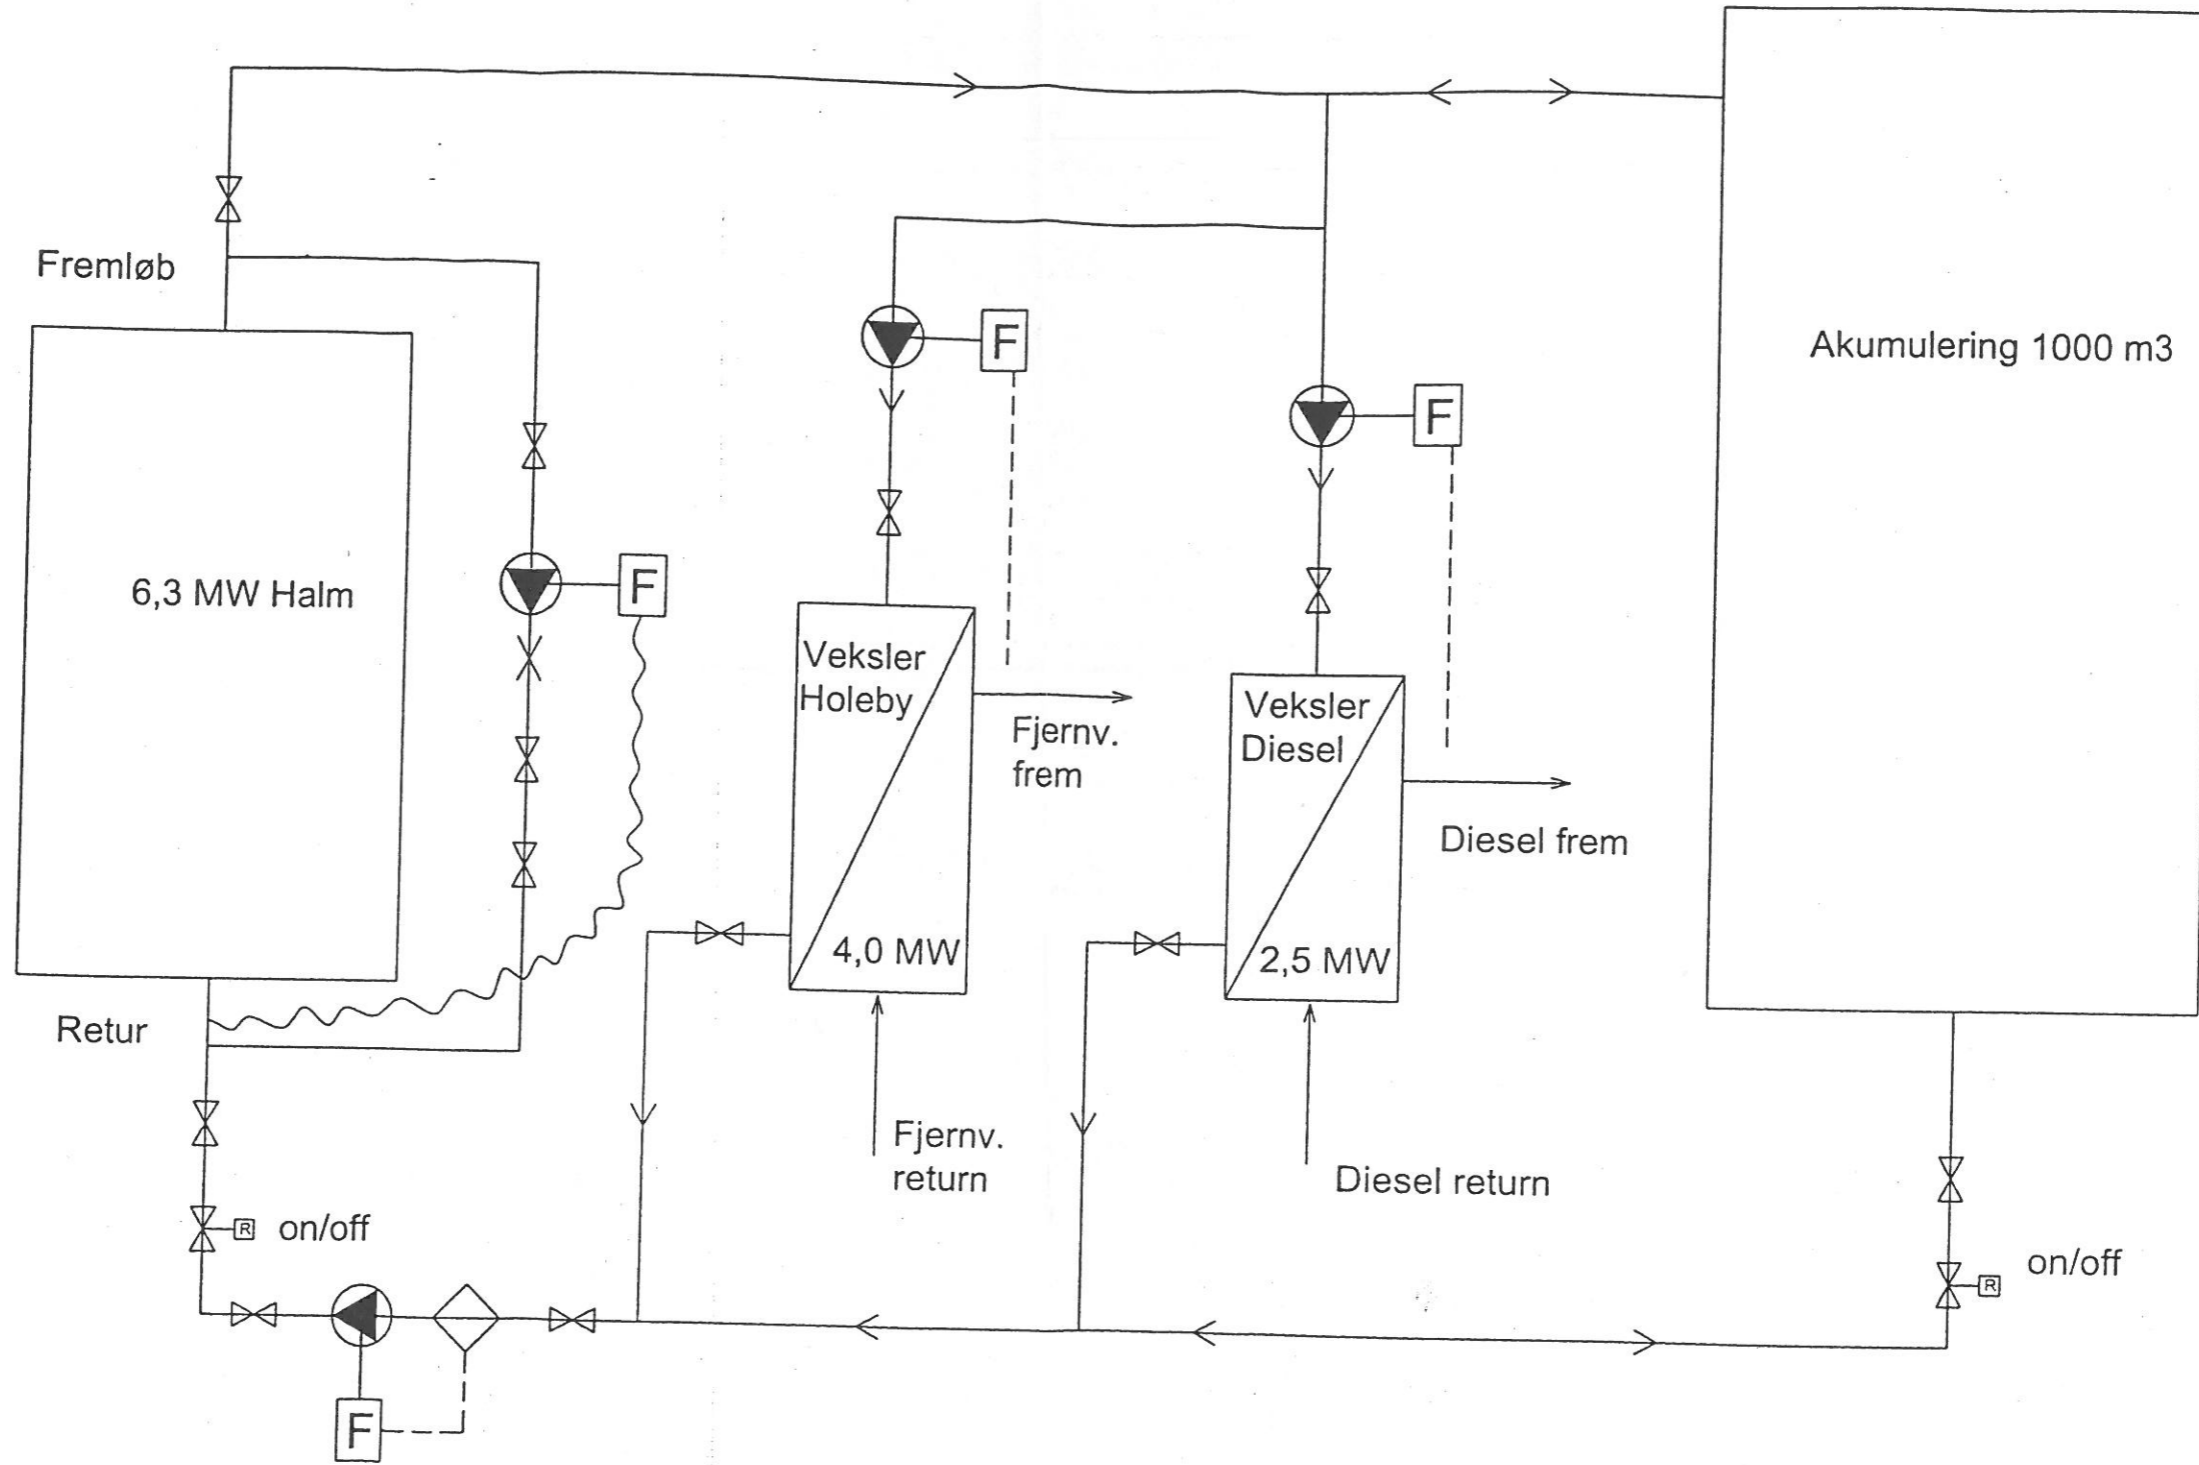 Fremløb
6,3 MW Halm
Retur
on/off
R
F
F
F
F
Veksler
Holeby
4,0 MW
Fjernv.
frem
Fjernv.
return
Veksler
Diesel
2,5 MW
Diesel frem
Diesel return
Akumulering 1000 m3
on/off
R